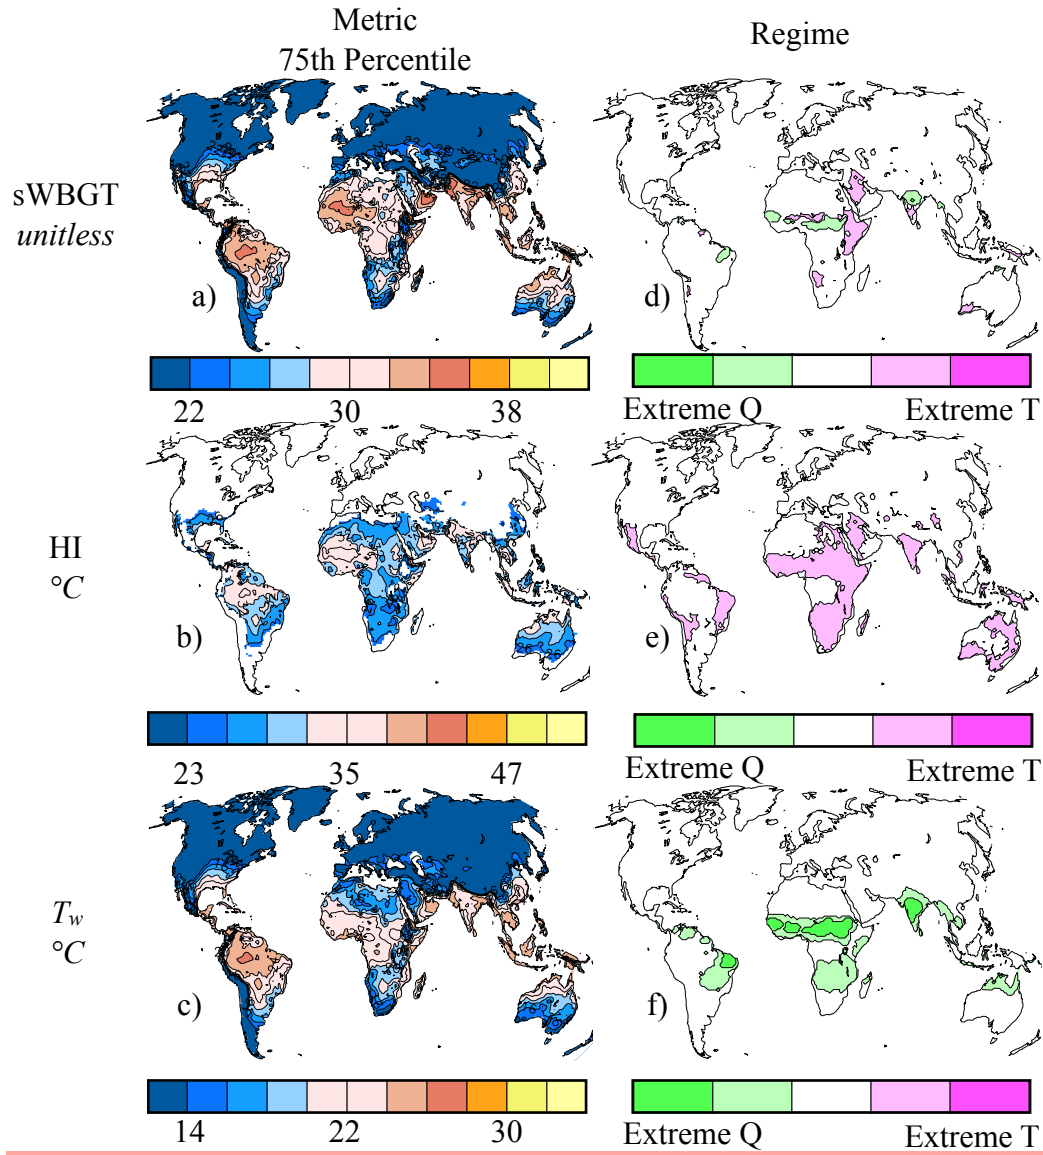 Metric
75th Percentile
Regime
sWBGT
unitless
a)
d)
22 30 38
Extreme Q Extreme T
HI
°C
b)
e)
23 35 47
Extreme Q Extreme T
Tw
°C
c)
f)
14 22 30
Extreme Q Extreme T